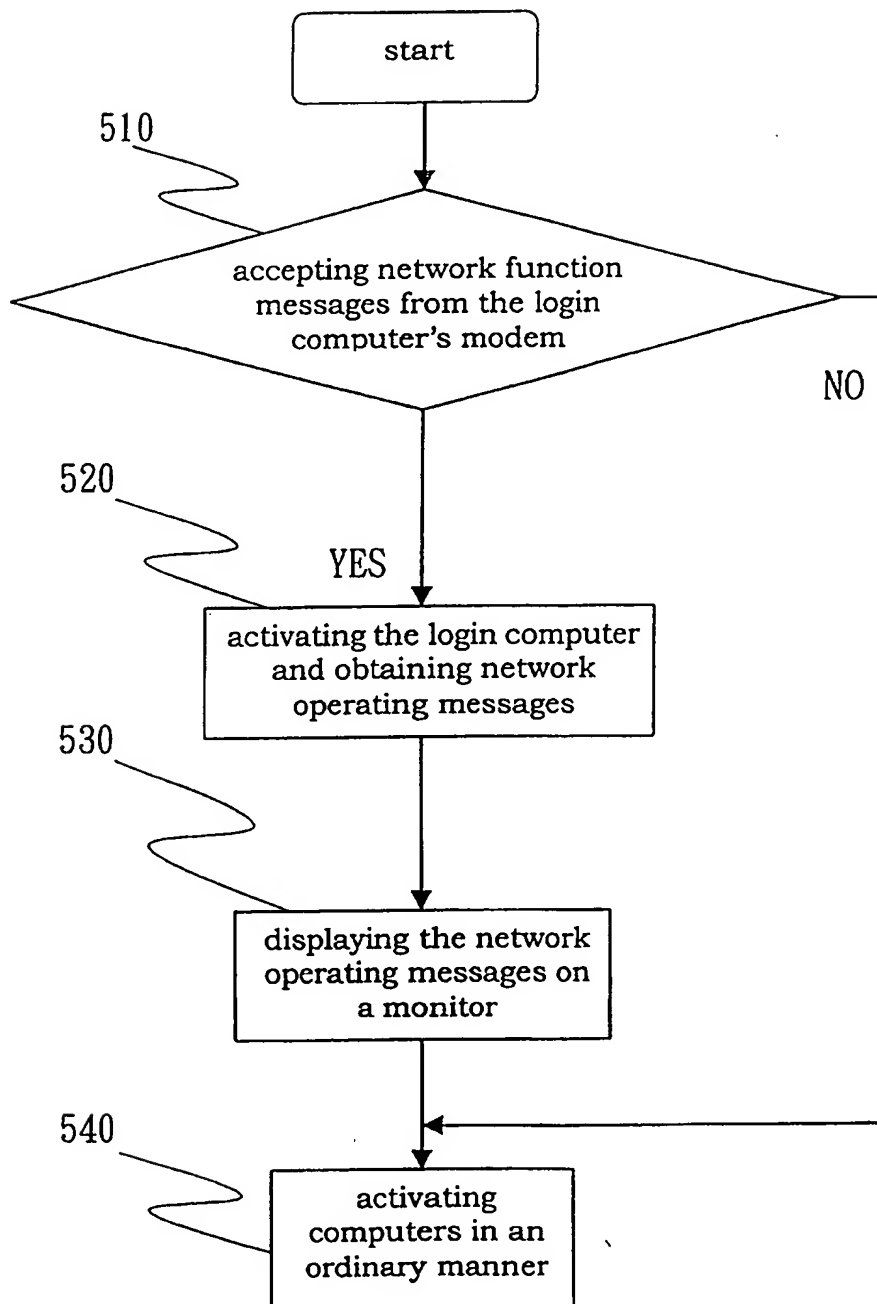 start
510
accepting network function
messages from the login
computer's modem
NO
520
YES
activating the login computer
and obtaining network
operating messages
530
displaying the network
operating messages on
a monitor
540
activating
computers in an
ordinary manner